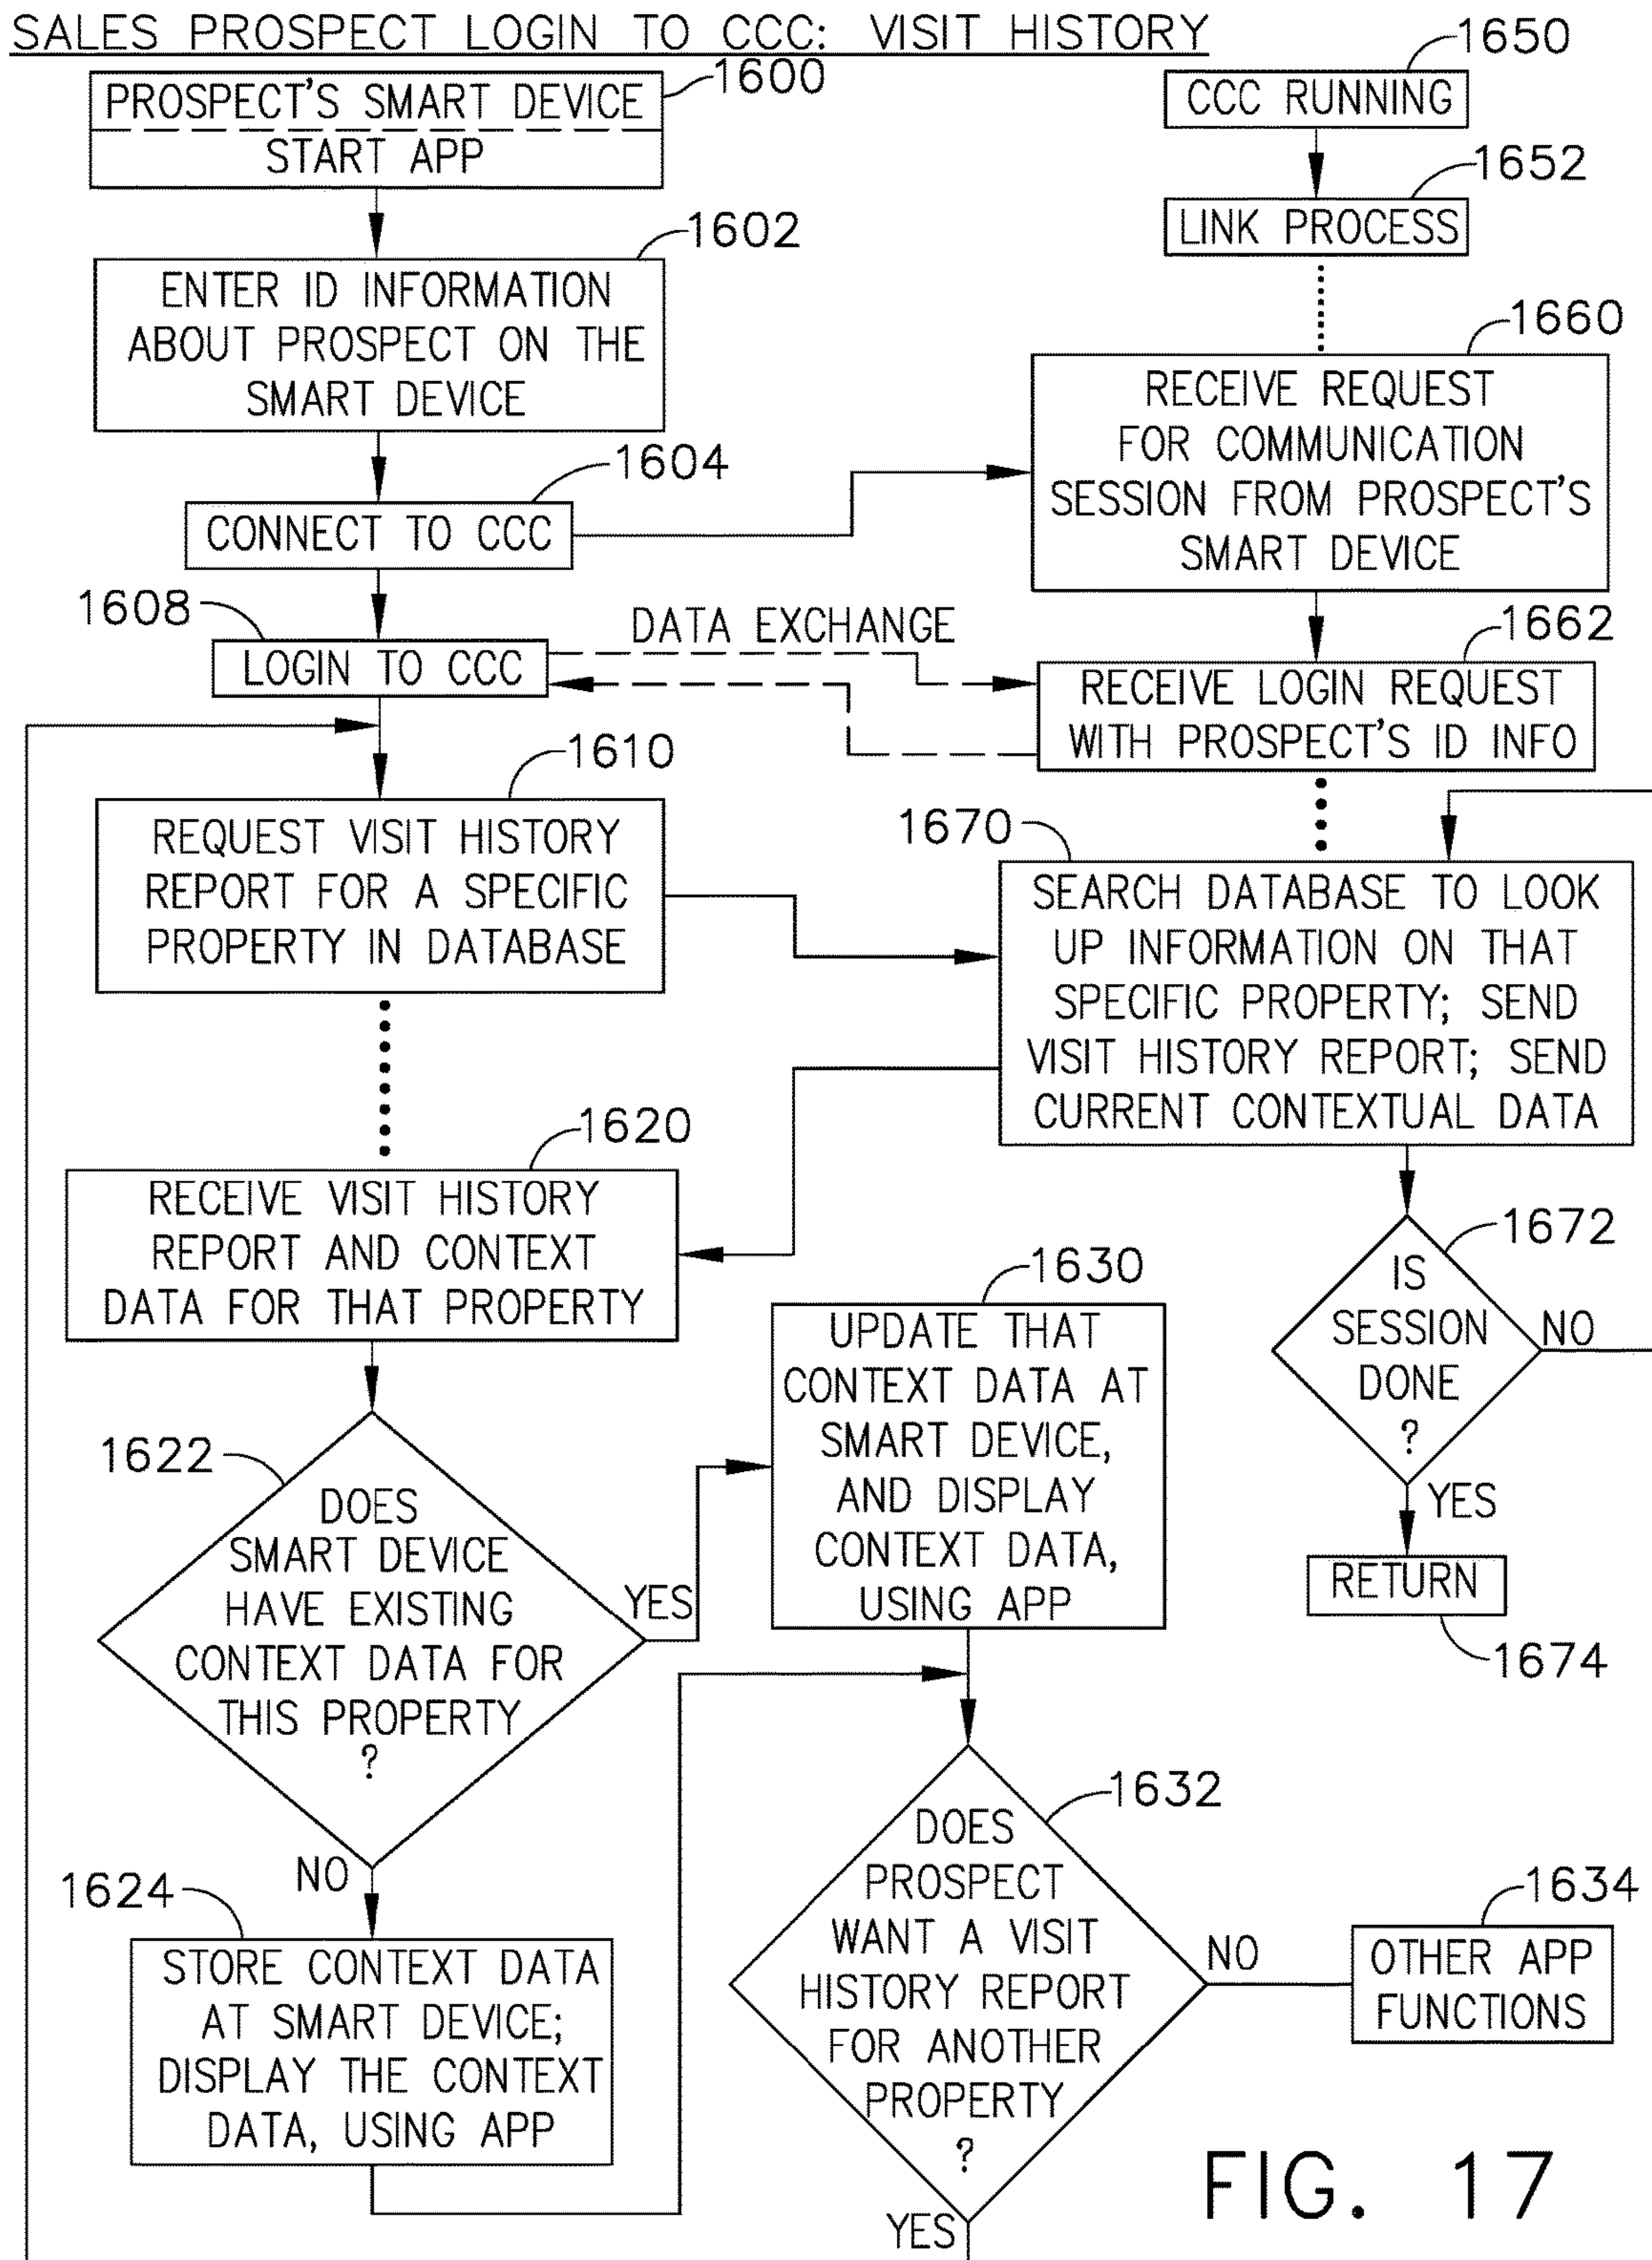 SALES PROSPECT LOGIN TO CCC: VISIT HISTORY
1600
PROSPECT'S SMART DEVICE
START APP
1602
ENTER ID INFORMATION
ABOUT PROSPECT ON THE
SMART DEVICE
1604
CONNECT TO CCC
1608
LOGIN TO CCC
DATA EXCHANGE
1610
REQUEST VISIT HISTORY
REPORT FOR A SPECIFIC
PROPERTY IN DATABASE
1620
RECEIVE VISIT HISTORY
REPORT AND CONTEXT
DATA FOR THAT PROPERTY
1622
DOES
SMART DEVICE
HAVE EXISTING
CONTEXT DATA FOR
THIS PROPERTY
?
YES
NO
1624
STORE CONTEXT DATA
AT SMART DEVICE;
DISPLAY THE CONTEXT
DATA, USING APP
1630
UPDATE THAT
CONTEXT DATA AT
SMART DEVICE,
AND DISPLAY
CONTEXT DATA,
USING APP
1632
DOES
PROSPECT
WANT A VISIT
HISTORY REPORT
FOR ANOTHER
PROPERTY
?
YES
NO
1634
OTHER APP
FUNCTIONS
1650
CCC RUNNING
1652
LINK PROCESS
1660
RECEIVE REQUEST
FOR COMMUNICATION
SESSION FROM PROSPECT'S
SMART DEVICE
1662
RECEIVE LOGIN REQUEST
WITH PROSPECT'S ID INFO
1670
SEARCH DATABASE TO LOOK
UP INFORMATION ON THAT
SPECIFIC PROPERTY; SEND
VISIT HISTORY REPORT; SEND
CURRENT CONTEXTUAL DATA
1672
IS
SESSION
DONE
?
NO
YES
RETURN
1674
FIG. 17